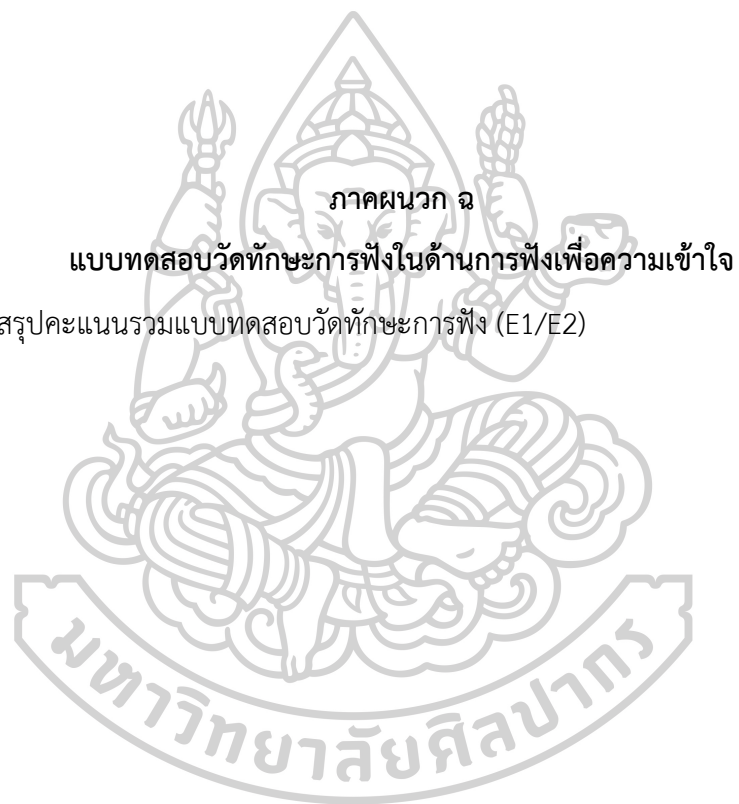 ภาคผนวก ฉ
แบบทดสอบวัดทักษะการฟังในด้านการฟังเพื่อความเข้าใจ
สรุปคะแนนรวมแบบทดสอบวัดทักษะการฟัง (E1/E2)
มหาวิทยาลัยศิลปากร